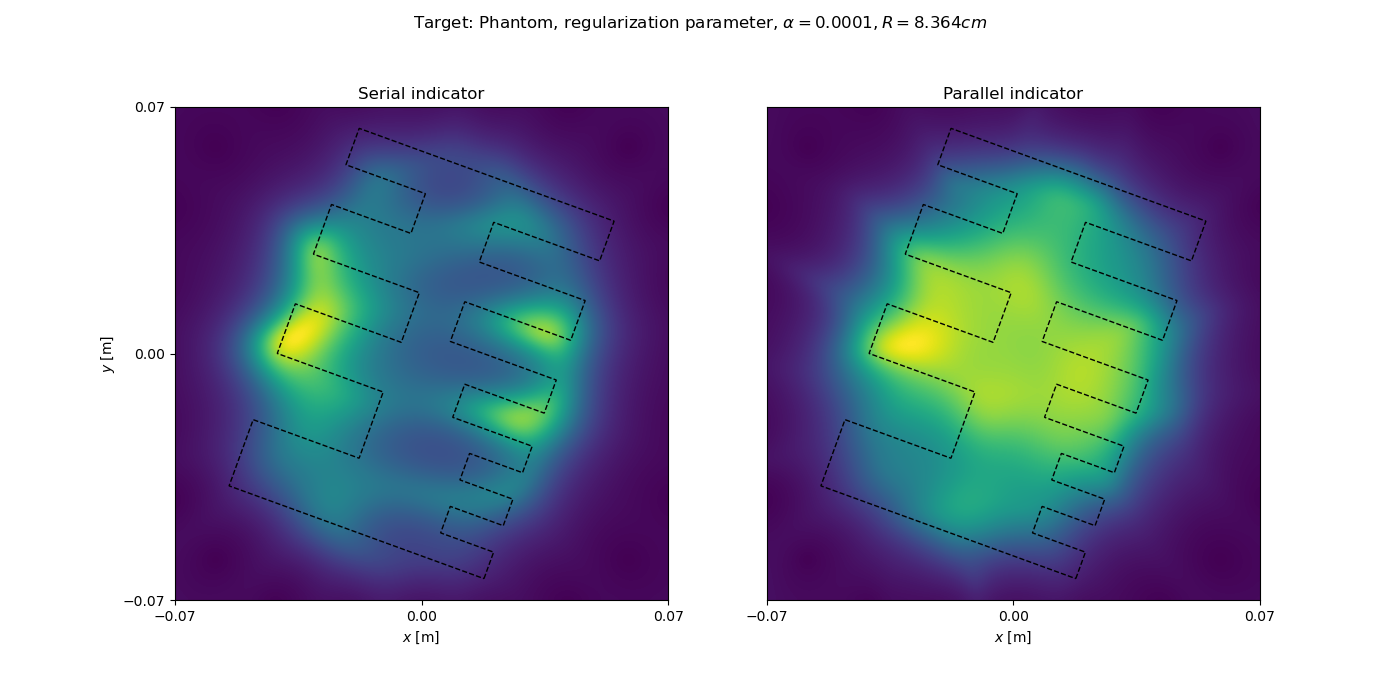 Target: Phantom, regularization parameter, α = 0.0001, R = 8.364cm
Serial indicator
Parallel indicator
0.07
0.00
−0.07
y [m]
−0.07 0.00 0.07
−0.07 0.00 0.07
x [m]
x [m]